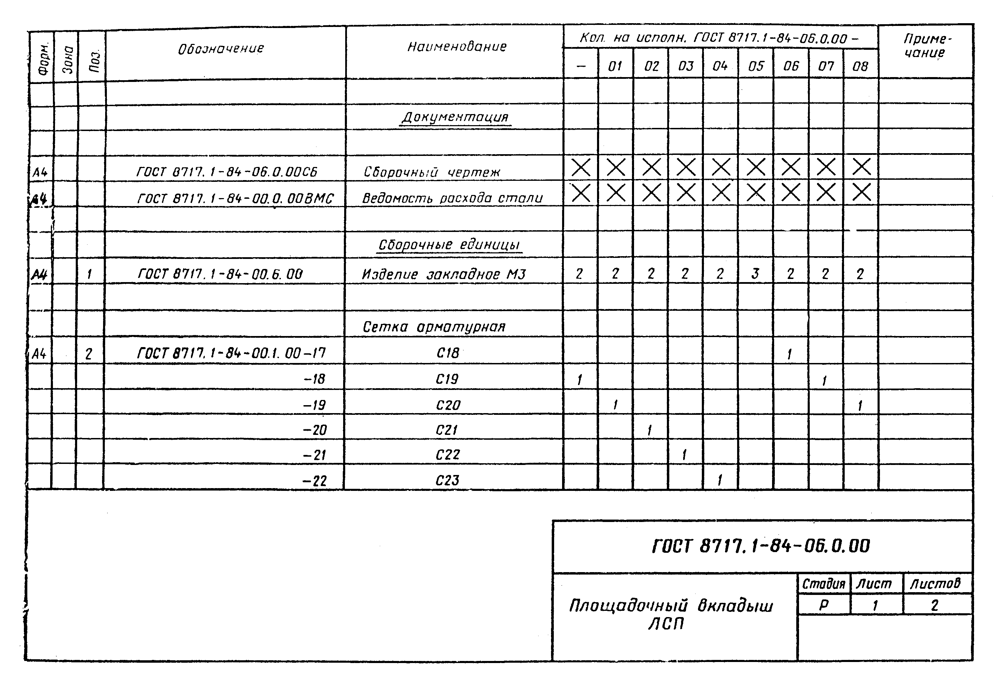 Форм.
Зона
Поз.
Обозначение
Наименование
Кол. на исполн. ГОСТ 8717.1-84-06.0.00 -
Приме-
чание
– 01 02 03 04 05 06 07 08
Документация
А4 ГОСТ 8717.1-84-06.0.00СБ Сборочный чертеж X X X X X X X X X
А4 ГОСТ 8717.1-84-00.0.00ВМС Ведомость расхода стали X X X X X X X X X
Сборочные единицы
А4 1 ГОСТ 8717.1-84-00.6.00 Изделие закладное М3 2 2 2 2 2 3 2 2 2
Сетка арматурная
А4 2 ГОСТ 8717.1-84-00.1.00-17 С18 1
-18 С19 1 1
-19 С20 1 1
-20 С21 1
-21 С22 1
-22 С23 1
ГОСТ 8717.1-84-06.0.00
Площадочный вкладыш
ЛСП
Стадия Лист Листов
Р 1 2